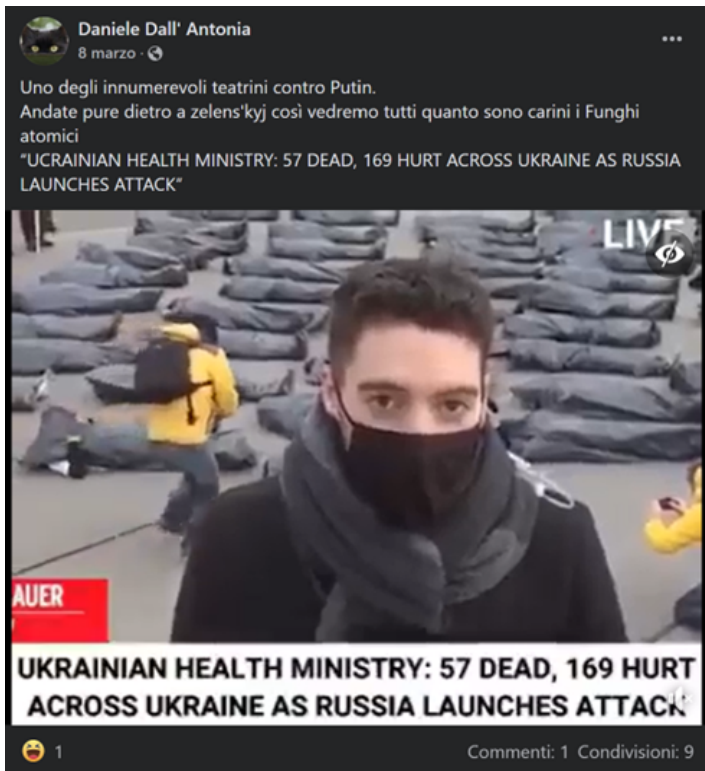 Daniele Dall' Antonia
8 marzo ·
Uno degli innumerevoli teatrini contro Putin.
Andate pure dietro a zelens'kyj così vedremo tutti quanto sono carini i Funghi
atomici
“UCRAINIAN HEALTH MINISTRY: 57 DEAD, 169 HURT ACROSS UKRAINE AS RUSSIA
LAUNCHES ATTACK”
LIVE
AUER
UKRAINIAN HEALTH MINISTRY: 57 DEAD, 169 HURT
ACROSS UKRAINE AS RUSSIA LAUNCHES ATTACK
1
Commenti: 1 Condivisioni: 9